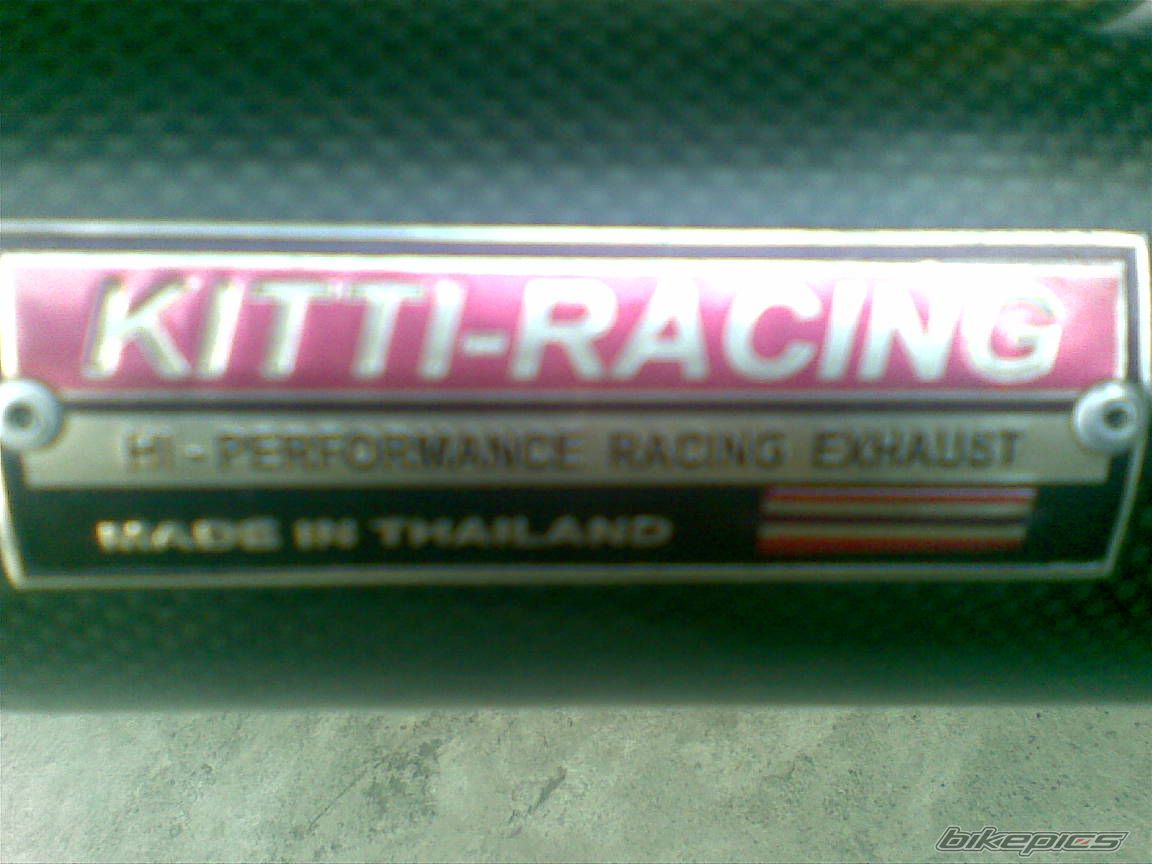 KITTI-RACING
HI - PERFORMANCE RACING EXHAUST
MADE IN THAILAND
bikepics